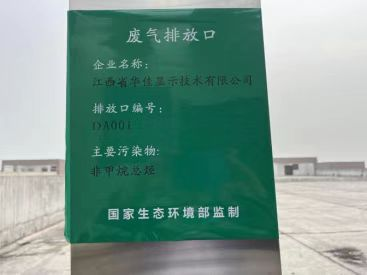 废气排放口
企业名称:
江西省华佳显示技术有限公司
排放口编号:
DA001
主要污染物:
非甲烷总烃
国家生态环境部监制